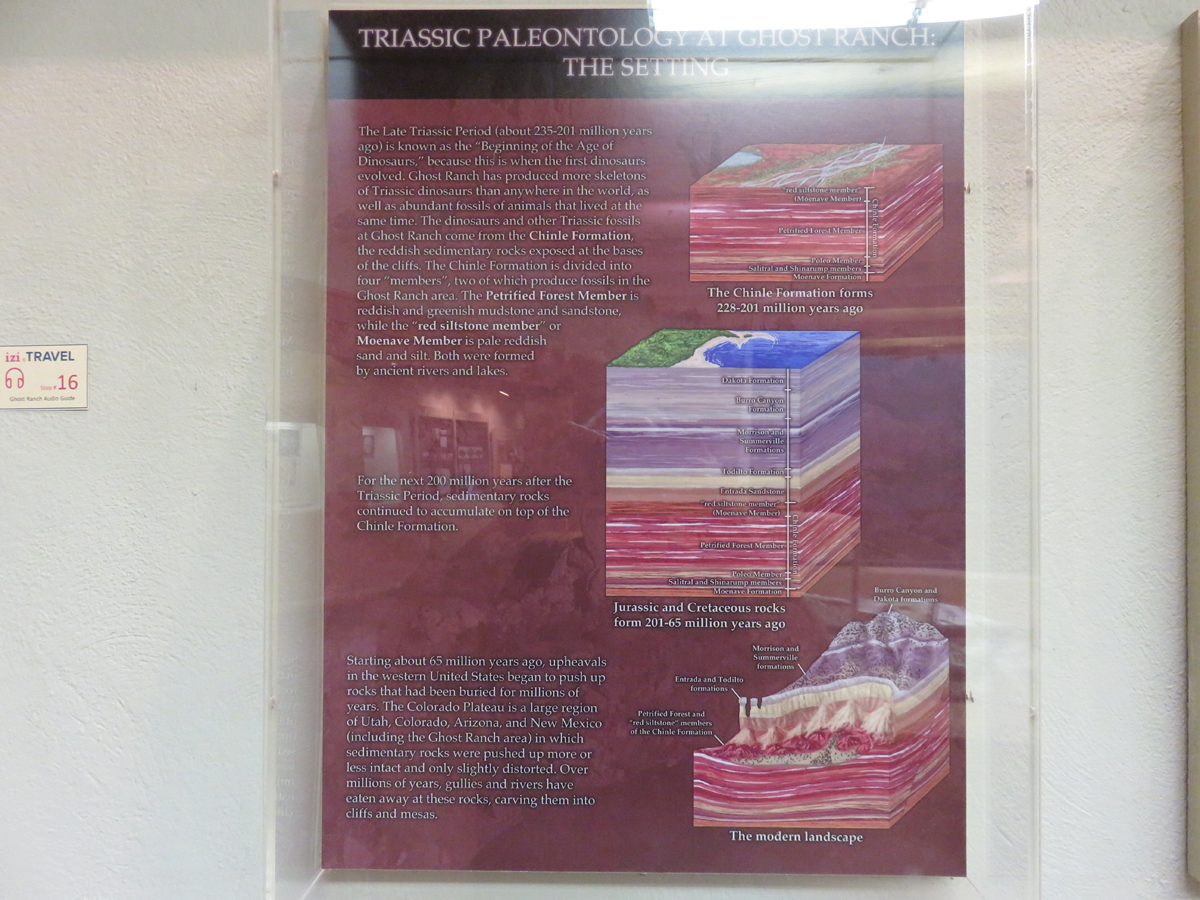 TRIASSIC PALEONTOLOGY AT GHOST RANCH:
THE SETTING
The Late Triassic Period (about 235-201 million years
ago) is known as the "Beginning of the Age of
Dinosaurs," because this is when the first dinosaurs
evolved. Ghost Ranch has produced more skeletons
of Triassic dinosaurs than anywhere in the world, as
well as abundant fossils of animals that lived at the
same time. The dinosaurs and other Triassic fossils
at Ghost Ranch come from the Chinle Formation,
the reddish sedimentary rocks exposed at the bases
of the cliffs. The Chinle Formation is divided into
four "members", two of which produce fossils in the
Ghost Ranch area. The Petrified Forest Member is
reddish and greenish mudstone and sandstone,
while the "red siltstone member" or
Moenave Member is pale reddish
sand and silt. Both were formed
by ancient rivers and lakes.
"red siltstone member"
(Moenave Member)
Petrified Forest Member
Poleo Member
Salitral and Shinarump members
Moenave Formation
Chinle Formation
The Chinle Formation forms
228-201 million years ago
For the next 200 million years after the
Triassic Period, sedimentary rocks
continued to accumulate on top of the
Chinle Formation.
Dakota Formation
Burro Canyon
Formation
Morrison and
Summerville
Formations
Todilto Formation
Entrada Sandstone
"red siltstone member"
(Moenave Member)
Petrified Forest Member
Poleo Member
Salitral and Shinarump members
Moenave Formation
Chinle Formation
Jurassic and Cretaceous rocks
form 201-65 million years ago
Starting about 65 million years ago, upheavals
in the western United States began to push up
rocks that had been buried for millions of
years. The Colorado Plateau is a large region
of Utah, Colorado, Arizona, and New Mexico
(including the Ghost Ranch area) in which
sedimentary rocks were pushed up more or
less intact and only slightly distorted. Over
millions of years, gullies and rivers have
eaten away at these rocks, carving them into
cliffs and mesas.
Burro Canyon and
Dakota formations
Morrison and
Summerville
formations
Entrada and Todilto
formations
Petrified Forest and
"red siltstone" members
of the Chinle Formation
The modern landscape
izi.TRAVEL
Stop # 16
Ghost Ranch Audio Guide